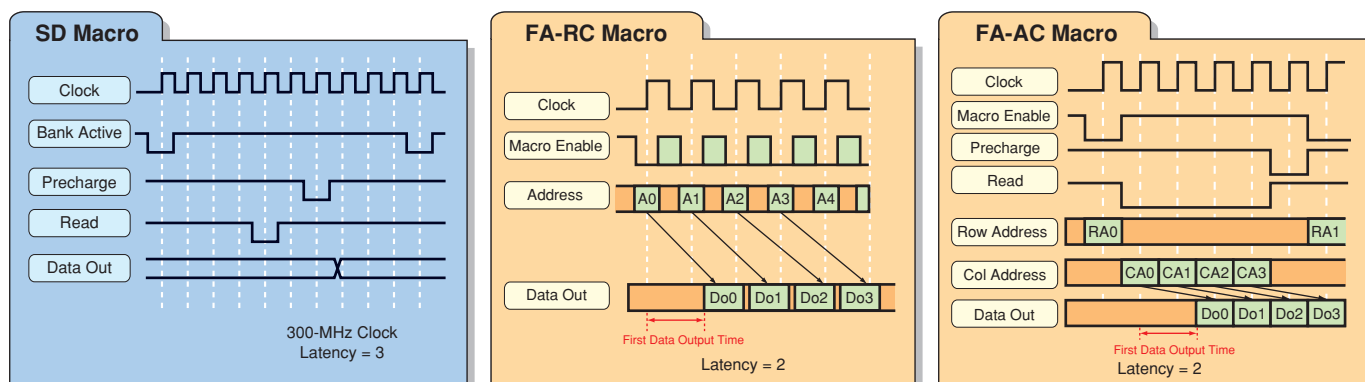 SD Macro
Clock
Bank Active
Precharge
Read
Data Out
300-MHz Clock
Latency = 3
FA-RC Macro
Clock
Macro Enable
Address
A0 A1 A2 A3 A4
Data Out
Do0 Do1 Do2 Do3
First Data Output Time
Latency = 2
FA-AC Macro
Clock
Macro Enable
Precharge
Read
Row Address
RA0 RA1
Col Address
CA0 CA1 CA2 CA3
Data Out
Do0 Do1 Do2 Do3
First Data Output Time
Latency = 2